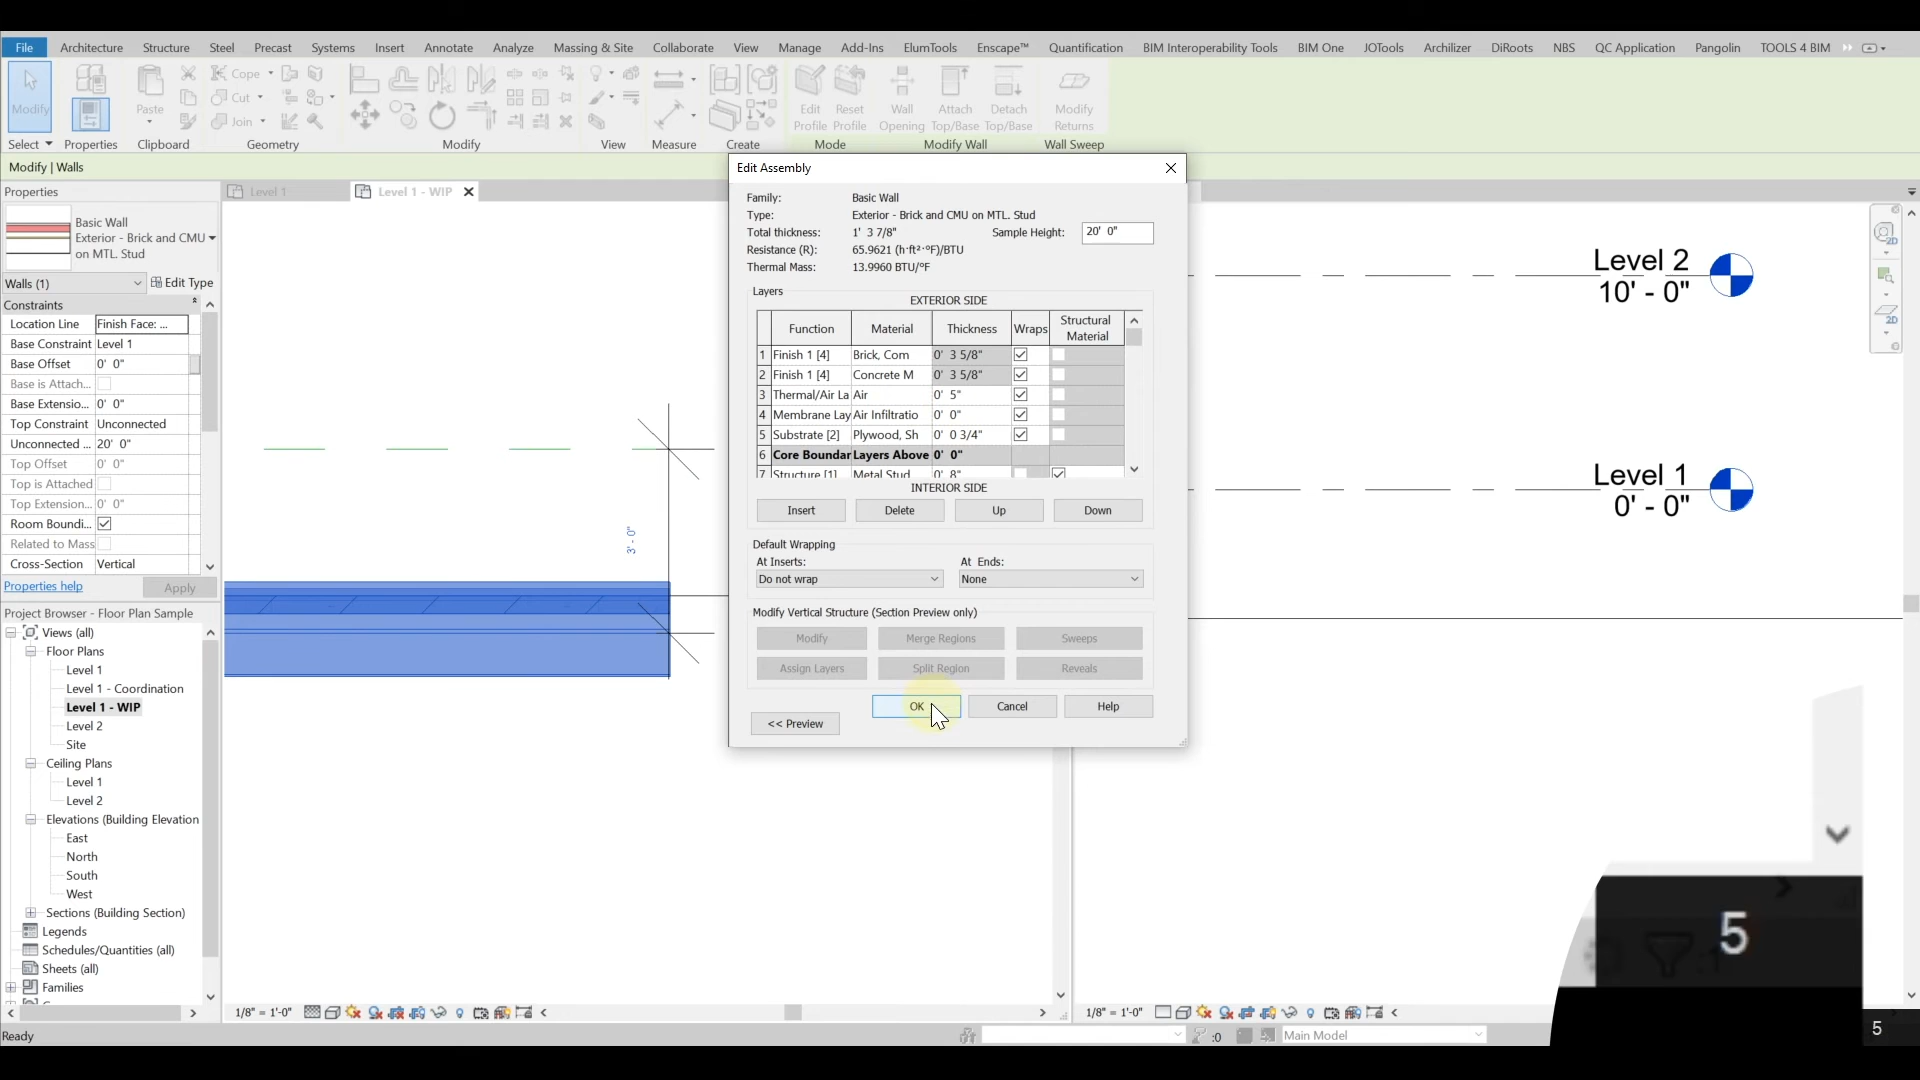 File Architecture Structure Steel Precast Systems Insert Annotate Analyze Massing & Site Collaborate View Manage Add-Ins ElumTools Enscape™ Quantification BIM Interoperability Tools BIM One JOTools Archilizer DiRoots NBS QC Application Pangolin TOOLS 4 BIM
Modify Paste Cope Cut Join Edit Profile Reset Profile Wall Opening Attach Top/Base Detach Top/Base Modify Returns
Select Properties Clipboard Geometry Modify View Measure Create Mode Modify Wall Wall Sweep
Modify | Walls
Properties
Basic Wall
Exterior - Brick and CMU
on MTL. Stud
Walls (1) Edit Type
Constraints
Location Line Finish Face: ...
Base Constraint Level 1
Base Offset 0' 0"
Base is Attach...
Base Extensio... 0' 0"
Top Constraint Unconnected
Unconnected ... 20' 0"
Top Offset 0' 0"
Top is Attached
Top Extension... 0' 0"
Room Boundi...
Related to Mass
Cross-Section Vertical
Properties help Apply
Project Browser - Floor Plan Sample
Views (all)
Floor Plans
Level 1
Level 1 - Coordination
Level 1 - WIP
Level 2
Site
Ceiling Plans
Level 1
Level 2
Elevations (Building Elevation
East
North
South
West
Sections (Building Section)
Legends
Schedules/Quantities (all)
Sheets (all)
Families
Level 1
Level 1 - WIP
3' - 0"
Edit Assembly
Family: Basic Wall
Type: Exterior - Brick and CMU on MTL. Stud
Total thickness: 1' 3 7/8" Sample Height: 20' 0"
Resistance (R): 65.9621 (h·ft²·°F)/BTU
Thermal Mass: 13.9960 BTU/°F
Layers
EXTERIOR SIDE
Function Material Thickness Wraps Structural Material
1 Finish 1 [4] Brick, Com 0' 3 5/8"
2 Finish 1 [4] Concrete M 0' 3 5/8"
3 Thermal/Air La Air 0' 5"
4 Membrane Lay Air Infiltratio 0' 0"
5 Substrate [2] Plywood, Sh 0' 0 3/4"
6 Core Boundar Layers Above 0' 0"
7 Structure [1] Metal Stud 0' 8"
INTERIOR SIDE
Insert Delete Up Down
Default Wrapping
At Inserts: At Ends:
Do not wrap None
Modify Vertical Structure (Section Preview only)
Modify Merge Regions Sweeps
Assign Layers Split Region Reveals
OK Cancel Help
<< Preview
Level 2
10' - 0"
Level 1
0' - 0"
2D
2D
5
1/8" = 1'-0"
1/8" = 1'-0"
5
Ready
:0
Main Model